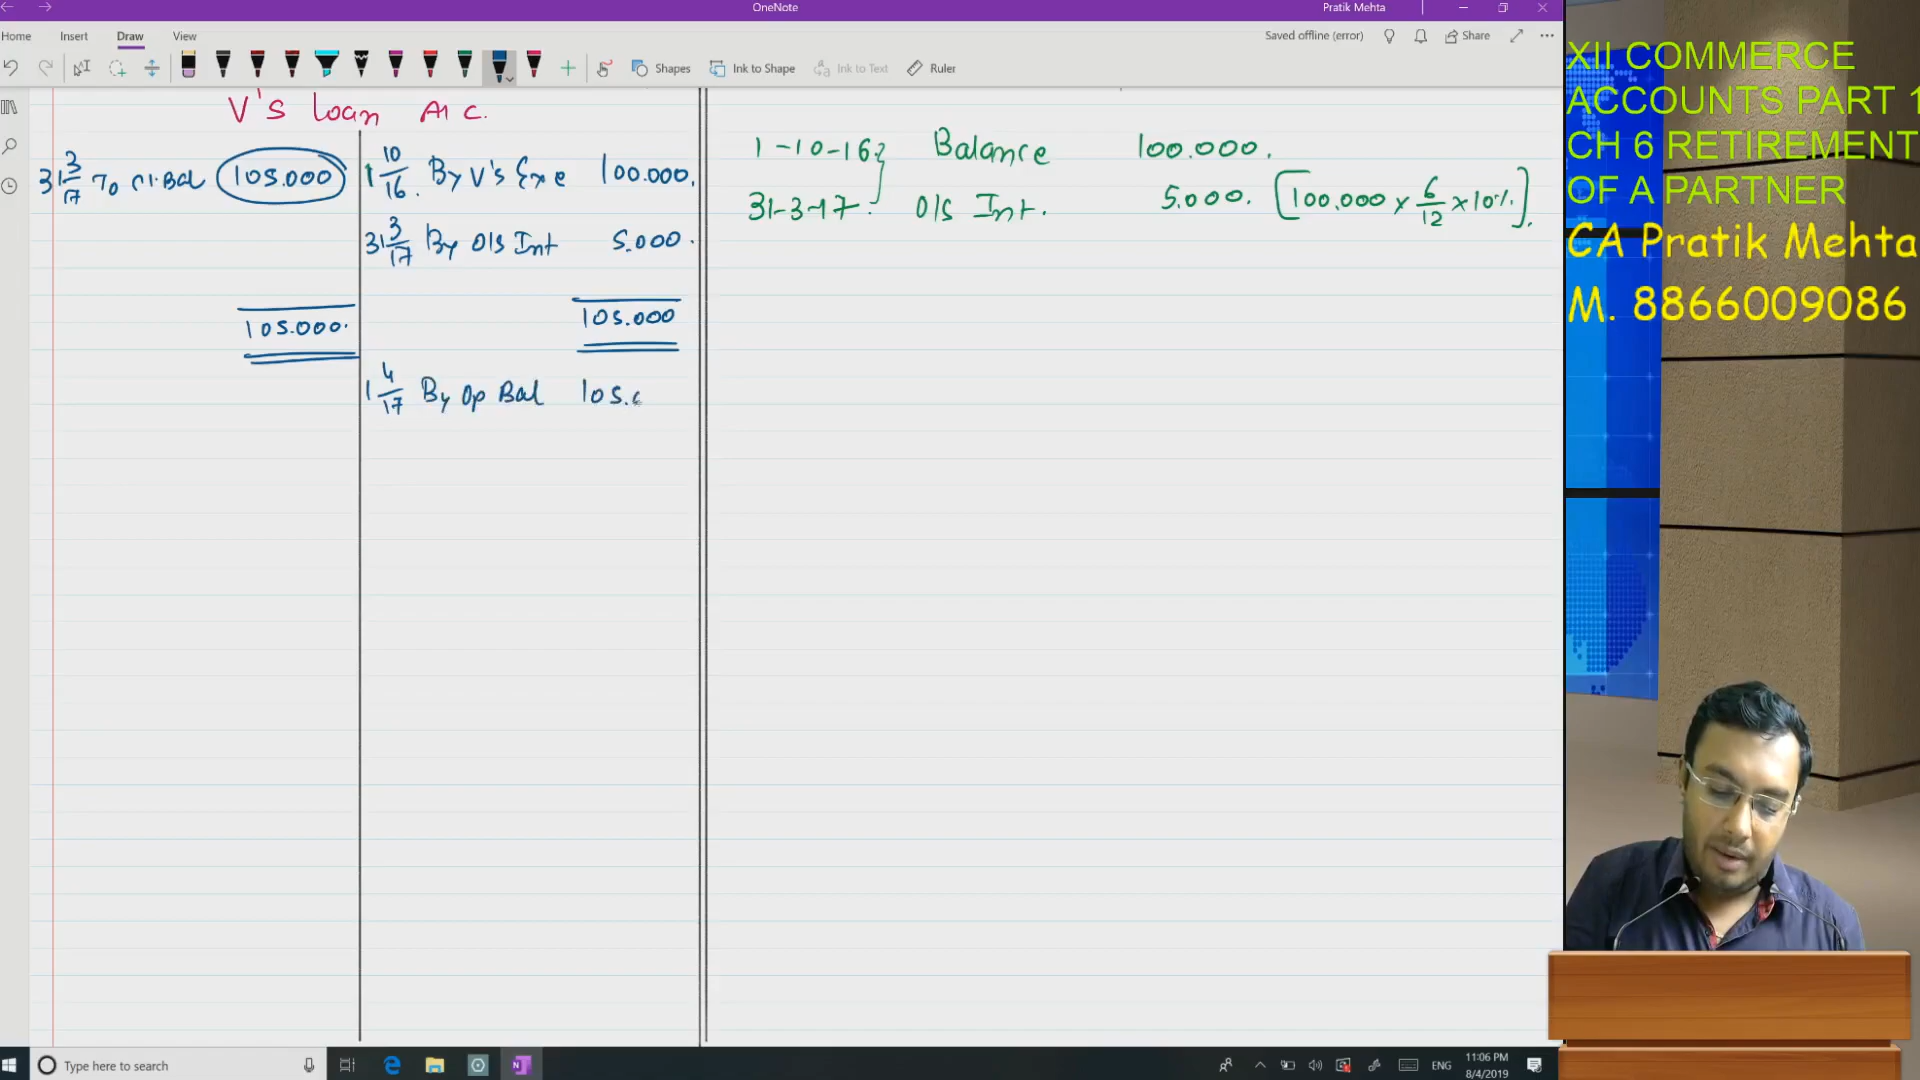 OneNote
Pratik Mehta
Home Insert Draw View
Saved offline (error) Share
Shapes Ink to Shape Ink to Text Ruler
V's loan A/c.
31 3/17 To Cl. Bal 105.000
1 10/16. By V's Exe 100.000.
31 3/17 By O/S Int 5.000.
105.000. 105.000
1 4/17 By Op Bal 105.0
1-10-16 Balance 100.000.
31-3-17. O/S Int. 5.000. [100.000 x 6/12 x 10%].
XII COMMERCE
ACCOUNTS PART 1
CH 6 RETIREMENT
OF A PARTNER
CA Pratik Mehta
M. 8866009086
Type here to search
ENG
11:06 PM
8/4/2019